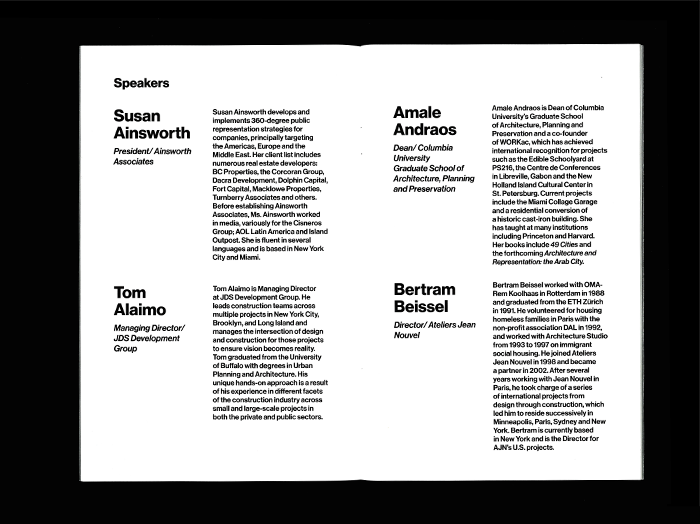 Speakers
Susan
Ainsworth
President/ Ainsworth
Associates
Susan Ainsworth develops and
implements 360-degree public
representation strategies for
companies, principally targeting
the Americas, Europe and the
Middle East. Her client list includes
numerous real estate developers:
BC Properties, the Corcoran Group,
Dacra Development, Dolphin Capital,
Fort Capital, Macklowe Properties,
Turnberry Associates and others.
Before establishing Ainsworth
Associates, Ms. Ainsworth worked
in media, variously for the Cisneros
Group; AOL Latin America and Island
Outpost. She is fluent in several
languages and is based in New York
City and Miami.
Tom
Alaimo
Managing Director/
JDS Development
Group
Tom Alaimo is Managing Director
at JDS Development Group. He
leads construction teams across
multiple projects in New York City,
Brooklyn, and Long Island and
manages the intersection of design
and construction for those projects
to ensure vision becomes reality.
Tom graduated from the University
of Buffalo with degrees in Urban
Planning and Architecture. His
unique hands-on approach is a result
of his experience in different facets
of the construction industry across
small and large-scale projects in
both the private and public sectors.
Amale
Andraos
Dean/ Columbia
University
Graduate School of
Architecture, Planning
and Preservation
Amale Andraos is Dean of Columbia
University's Graduate School
of Architecture, Planning and
Preservation and a co-founder
of WORKac, which has achieved
international recognition for projects
such as the Edible Schoolyard at
PS216, the Centre de Conferences
in Libreville, Gabon and the New
Holland Island Cultural Center in
St. Petersburg. Current projects
include the Miami Collage Garage
and a residential conversion of
a historic cast-iron building. She
has taught at many institutions
including Princeton and Harvard.
Her books include 49 Cities and
the forthcoming Architecture and
Representation: the Arab City.
Bertram
Beissel
Director/ Ateliers Jean
Nouvel
Bertram Beissel worked with OMA-
Rem Koolhaas in Rotterdam in 1988
and graduated from the ETH Zürich
in 1991. He volunteered for housing
homeless families in Paris with the
non-profit association DAL in 1992,
and worked with Architecture Studio
from 1993 to 1997 on immigrant
social housing. He joined Ateliers
Jean Nouvel in 1998 and became
a partner in 2002. After several
years working with Jean Nouvel in
Paris, he took charge of a series
of international projects from
design through construction, which
led him to reside successively in
Minneapolis, Paris, Sydney and New
York. Bertram is currently based
in New York and is the Director for
AJN's U.S. projects.